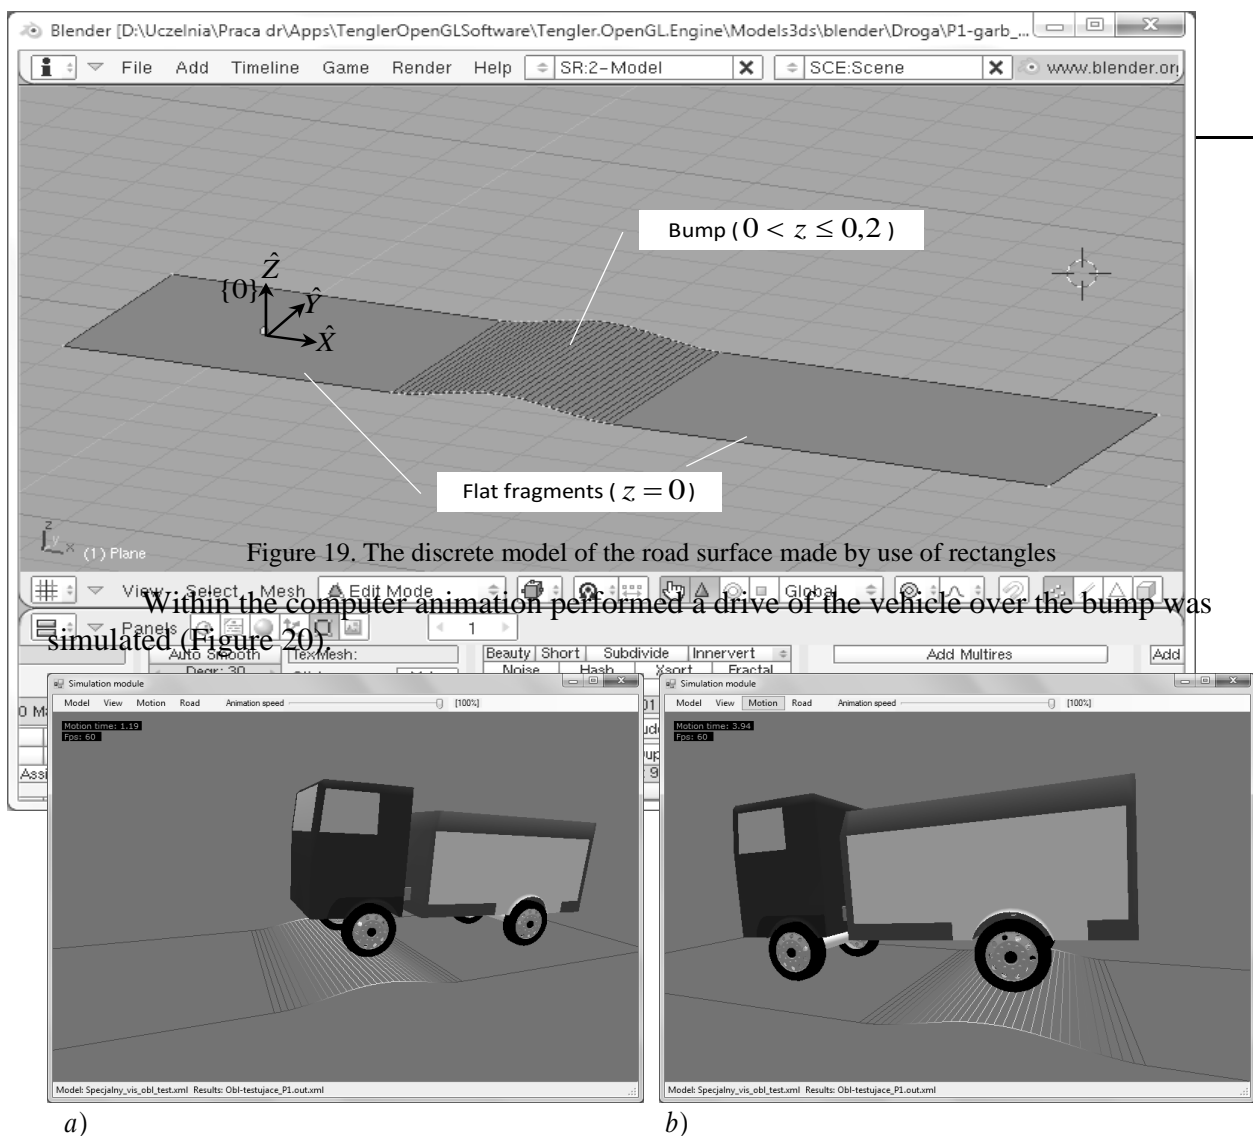 Blender [D:\Uczelnia\Praca dr\Apps\TenglerOpenGLSoftware\Tengler.OpenGL.Engine\Models3ds\blender\Droga\P1-garb_...
File Add Timeline Game Render Help SR:2-Model SCE:Scene www.blender.org
Bump ( 0 < z ≤ 0,2 )
Ẑ
{0}
Ŷ
X̂
Flat fragments ( z = 0 )
z
y
x
(1) Plane
Figure 19. The discrete model of the road surface made by use of rectangles
View Select Mesh Edit Mode Global
Within the computer animation performed a drive of the vehicle over the bump was
Panels 1
simulated (Figure 20).
Auto Smooth TexMesh: Beauty Short Subdivide Innervert Add Multires Add
Degr: 30 Noise Hash Xsort Fractal
Simulation module
Model View Motion Road Animation speed [100%]
Motion time: 1.19
Fps: 60
Model: Specjalny_vis_obl_test.xml Results: Obl-testujace_P1.out.xml
Simulation module
Model View Motion Road Animation speed [100%]
Motion time: 3.94
Fps: 60
Model: Specjalny_vis_obl_test.xml Results: Obl-testujace_P1.out.xml
a) b)